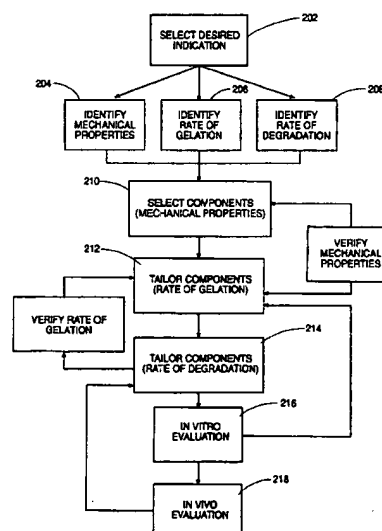 202
SELECT DESIRED
INDICATION
204
206
208
IDENTIFY
MECHANICAL
PROPERTIES
IDENTIFY
RATE OF
GELATION
IDENTIFY
RATE OF
DEGRADATION
210
SELECT COMPONENTS
(MECHANICAL PROPERTIES)
212
VERIFY
MECHANICAL
PROPERTIES
TAILOR COMPONENTS
(RATE OF GELATION)
VERIFY RATE OF
GELATION
214
TAILOR COMPONENTS
(RATE OF DEGRADATION)
216
IN VITRO
EVALUATION
218
IN VIVO
EVALUATION